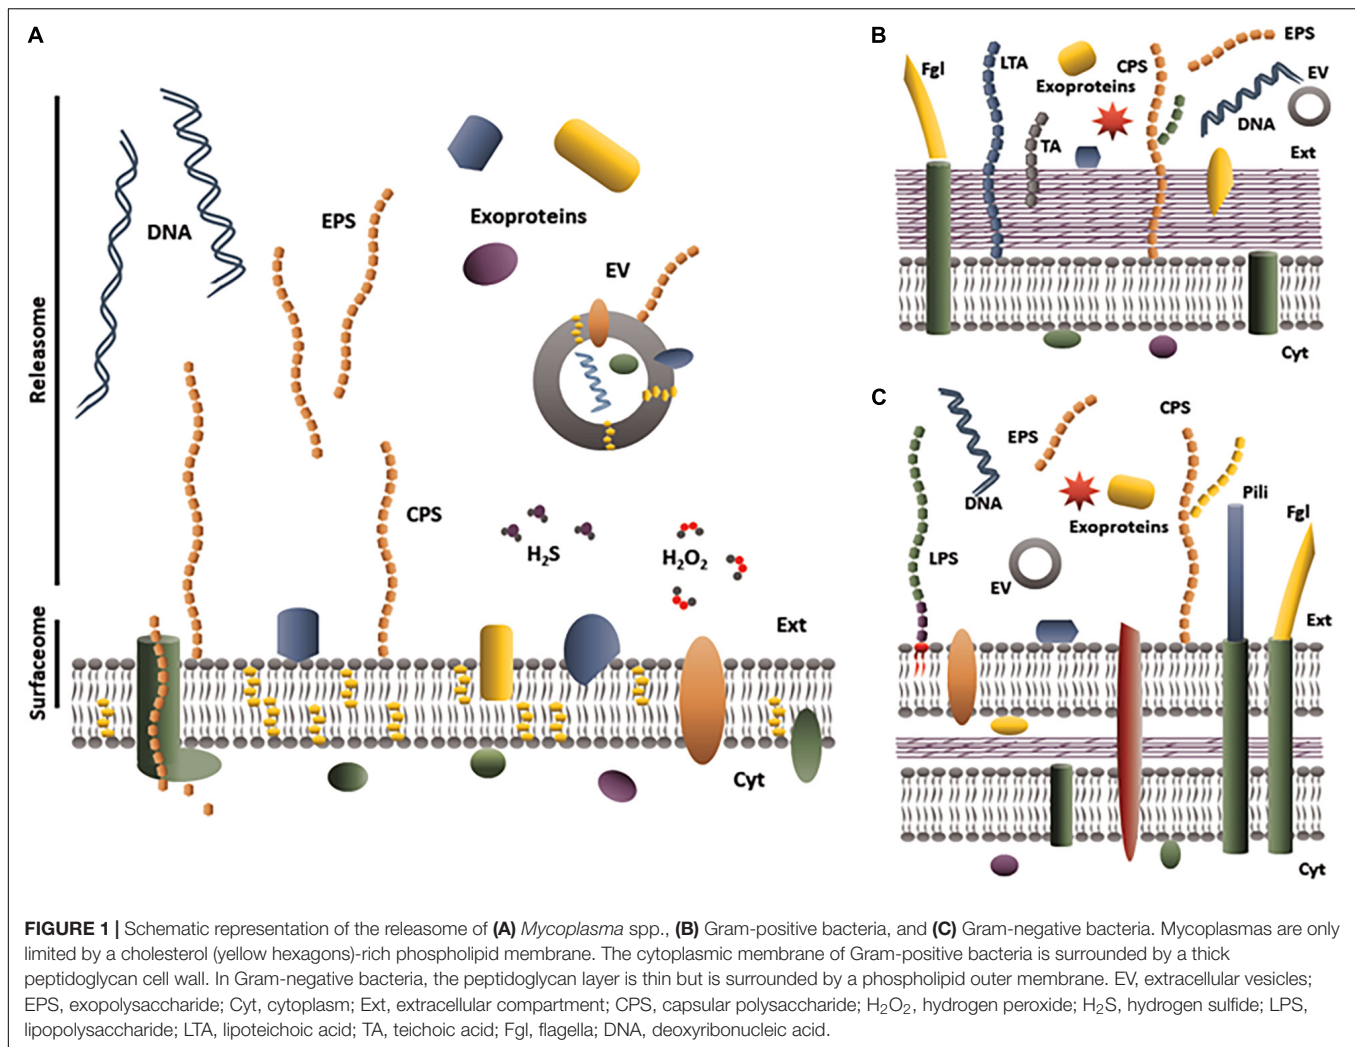 A
Releasome
Surfaceome
DNA
EPS
Exoproteins
EV
CPS
H₂S
H₂O₂
Ext
Cyt
B
Fgl
LTA
TA
Exoproteins
CPS
EPS
EV
DNA
Ext
Cyt
C
LPS
DNA
EPS
EV
Exoproteins
CPS
Pili
Fgl
Ext
Cyt
FIGURE 1 | Schematic representation of the releasome of (A) Mycoplasma spp., (B) Gram-positive bacteria, and (C) Gram-negative bacteria. Mycoplasmas are only
limited by a cholesterol (yellow hexagons)-rich phospholipid membrane. The cytoplasmic membrane of Gram-positive bacteria is surrounded by a thick
peptidoglycan cell wall. In Gram-negative bacteria, the peptidoglycan layer is thin but is surrounded by a phospholipid outer membrane. EV, extracellular vesicles;
EPS, exopolysaccharide; Cyt, cytoplasm; Ext, extracellular compartment; CPS, capsular polysaccharide; H₂O₂, hydrogen peroxide; H₂S, hydrogen sulfide; LPS,
lipopolysaccharide; LTA, lipoteichoic acid; TA, teichoic acid; Fgl, flagella; DNA, deoxyribonucleic acid.